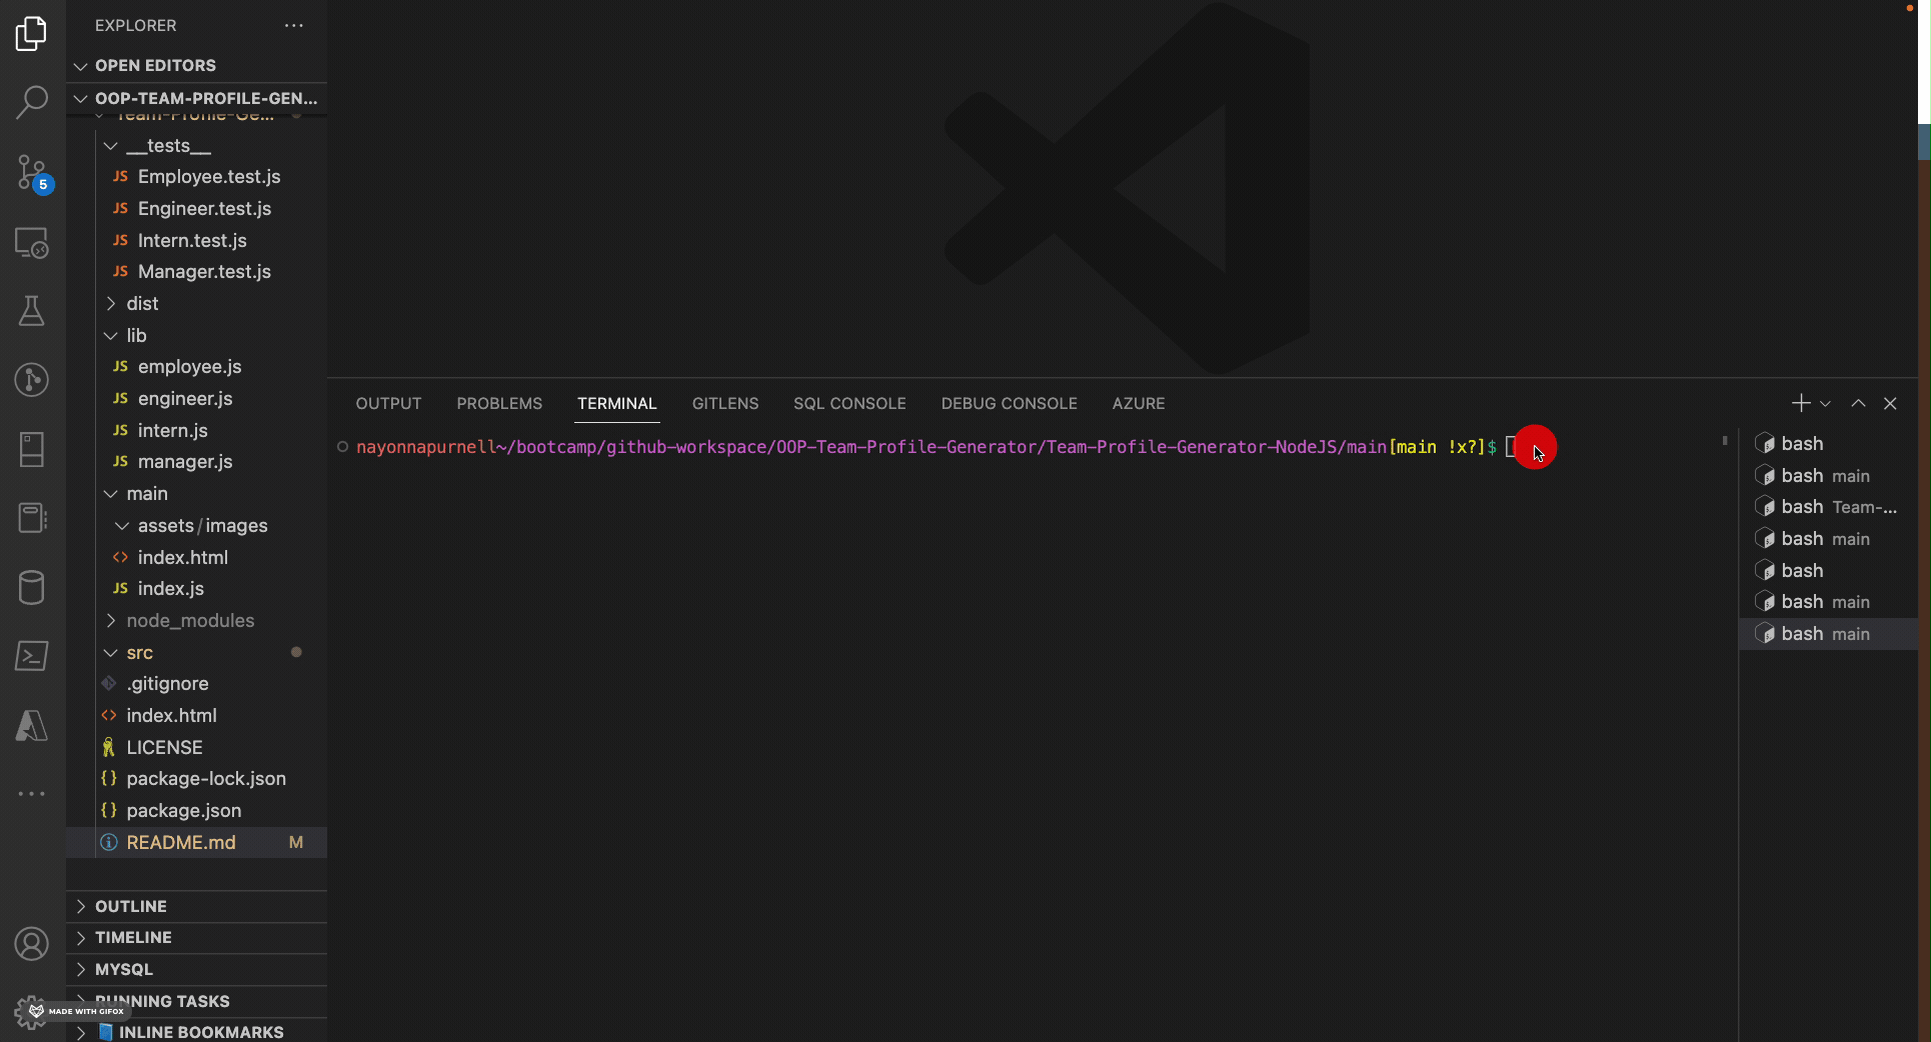 EXPLORER
OPEN EDITORS
OOP-TEAM-PROFILE-GEN...
Team-Profile-Ge...
__tests__
JS Employee.test.js
JS Engineer.test.js
JS Intern.test.js
JS Manager.test.js
dist
lib
JS employee.js
JS engineer.js
JS intern.js
JS manager.js
main
assets/images
<> index.html
JS index.js
node_modules
src
.gitignore
<> index.html
LICENSE
{} package-lock.json
{} package.json
README.md M
OUTLINE
TIMELINE
MYSQL
RUNNING TASKS
INLINE BOOKMARKS
5
MADE WITH GIFOX
OUTPUT PROBLEMS TERMINAL GITLENS SQL CONSOLE DEBUG CONSOLE AZURE
nayonnapurnell~/bootcamp/github-workspace/OOP-Team-Profile-Generator/Team-Profile-Generator-NodeJS/main[main !x?]$
bash
bash main
bash Team-...
bash main
bash
bash main
bash main